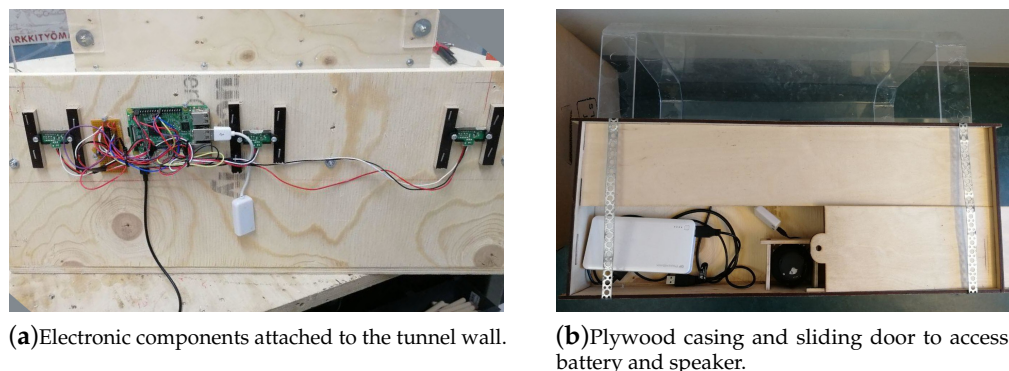 ARKKITYÖM
(a)Electronic components attached to the tunnel wall.
(b)Plywood casing and sliding door to access
battery and speaker.